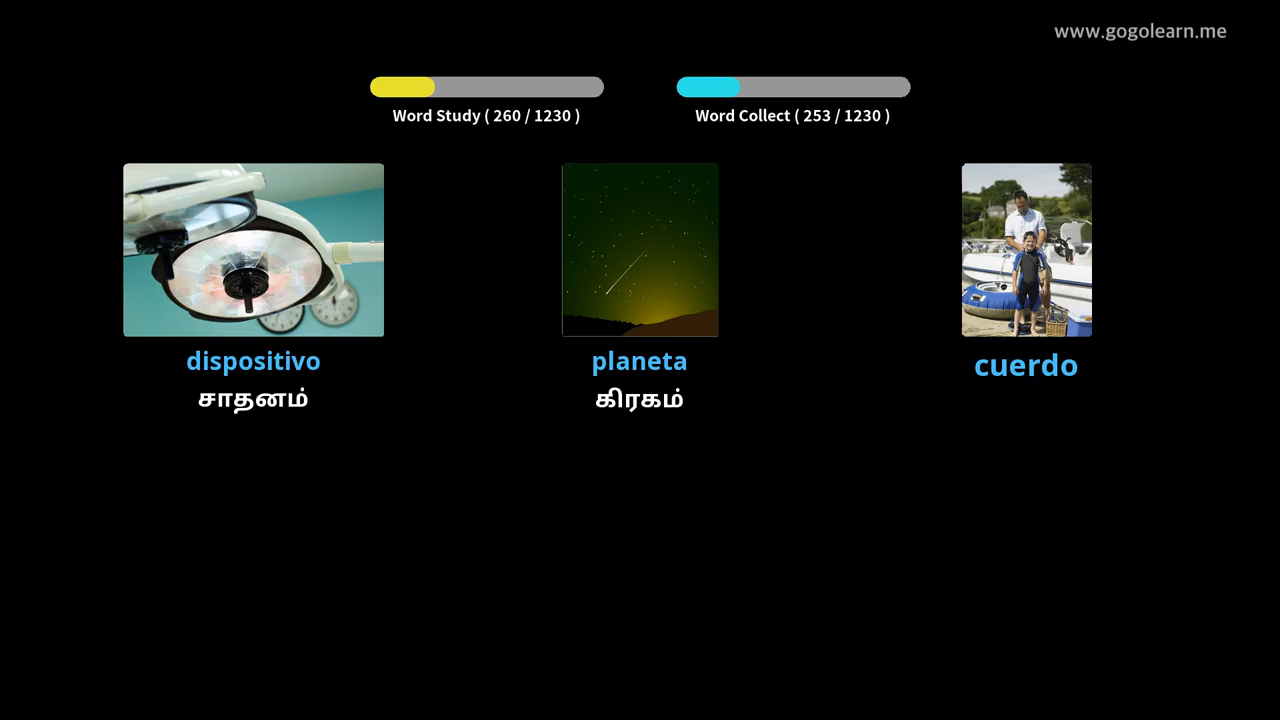 www.gogolearn.me
Word Study ( 260 / 1230 )
Word Collect ( 253 / 1230 )
dispositivo
planeta
cuerdo
சாதனம்
கிரகம்